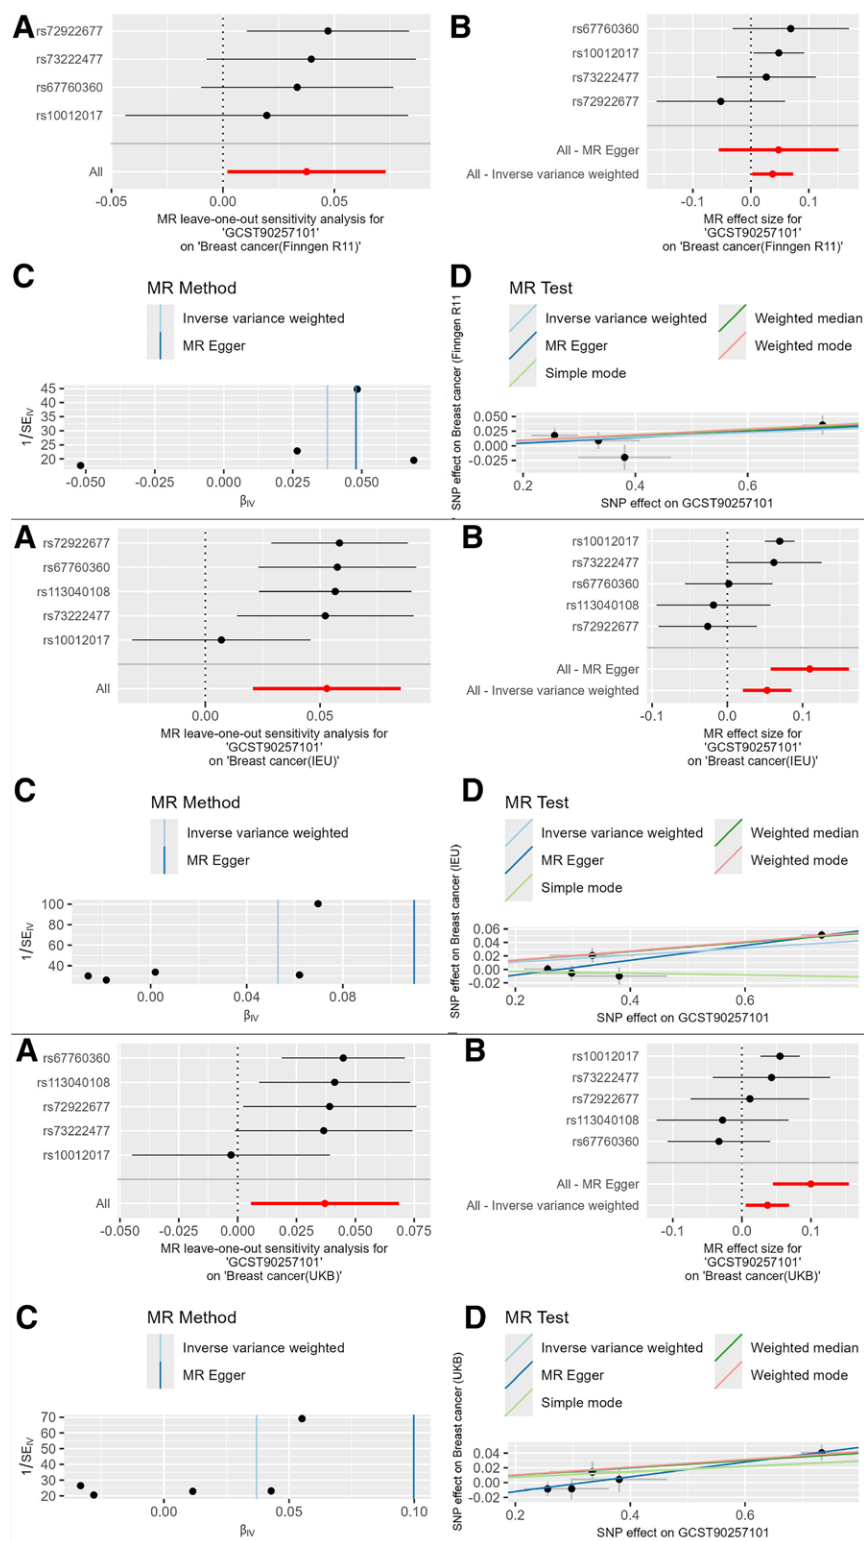 A
rs72922677
rs73222477
rs67760360
rs10012017
All
-0.05
0.00
0.05
MR leave-one-out sensitivity analysis for
'GCST90257101'
on 'Breast cancer(Finngen R11)'
B
rs67760360
rs10012017
rs73222477
rs72922677
All - MR Egger
All - Inverse variance weighted
-0.1
0.0
0.1
MR effect size for
'GCST90257101'
on 'Breast cancer(Finngen R11)'
C
MR Method
Inverse variance weighted
MR Egger
45
40
35
30
25
20
1/SEIV
-0.050
-0.025
0.000
0.025
0.050
βIV
D
MR Test
Inverse variance weighted
MR Egger
Simple mode
Weighted median
Weighted mode
SNP effect on Breast cancer (Finngen R11
0.050
0.025
0.000
-0.025
0.2
0.4
0.6
SNP effect on GCST90257101
A
rs72922677
rs67760360
rs113040108
rs73222477
rs10012017
All
0.00
0.05
MR leave-one-out sensitivity analysis for
'GCST90257101'
on 'Breast cancer(IEU)'
B
rs10012017
rs73222477
rs67760360
rs113040108
rs72922677
All - MR Egger
All - Inverse variance weighted
-0.1
0.0
0.1
MR effect size for
'GCST90257101'
on 'Breast cancer(IEU)'
C
MR Method
Inverse variance weighted
MR Egger
100
80
60
40
1/SEIV
0.00
0.04
0.08
βIV
D
MR Test
Inverse variance weighted
MR Egger
Simple mode
Weighted median
Weighted mode
SNP effect on Breast cancer (IEU)
0.06
0.04
0.02
0.00
-0.02
0.2
0.4
0.6
SNP effect on GCST90257101
A
rs67760360
rs113040108
rs72922677
rs73222477
rs10012017
All
-0.050
-0.025
0.000
0.025
0.050
0.075
MR leave-one-out sensitivity analysis for
'GCST90257101'
on 'Breast cancer(UKB)'
B
rs10012017
rs73222477
rs72922677
rs113040108
rs67760360
All - MR Egger
All - Inverse variance weighted
-0.1
0.0
0.1
MR effect size for
'GCST90257101'
on 'Breast cancer(UKB)'
C
MR Method
Inverse variance weighted
MR Egger
70
60
50
40
30
20
1/SEIV
0.00
0.05
0.10
βIV
D
MR Test
Inverse variance weighted
MR Egger
Simple mode
Weighted median
Weighted mode
SNP effect on Breast cancer (UKB)
0.04
0.02
0.00
-0.02
0.2
0.4
0.6
SNP effect on GCST90257101